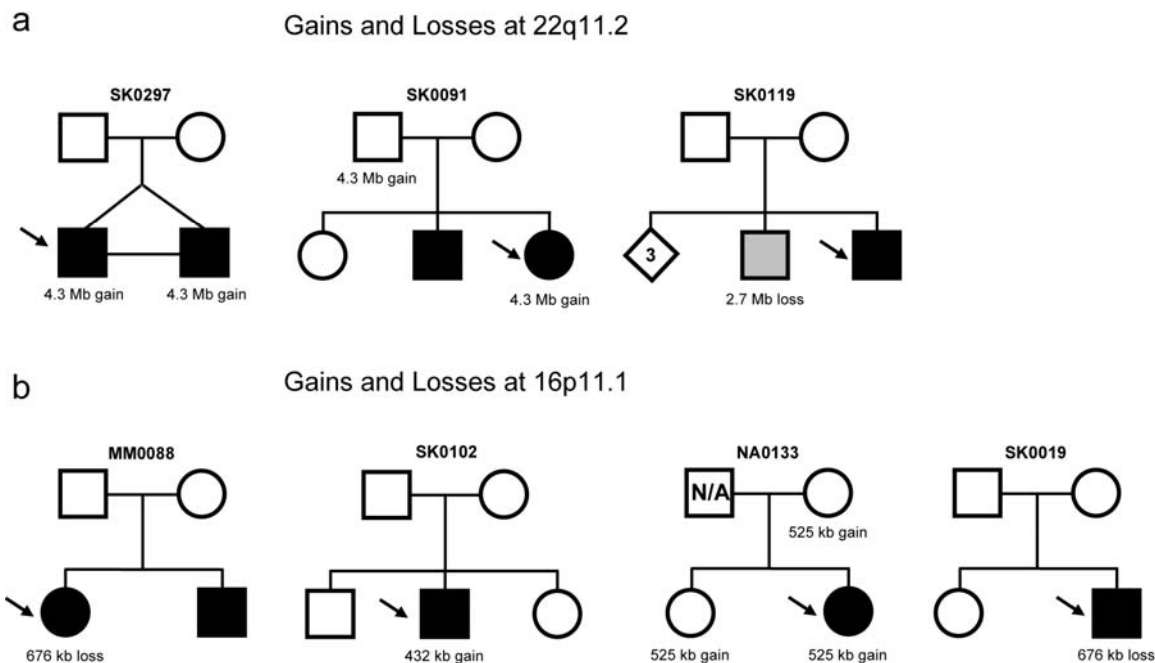 a
Gains and Losses at 22q11.2
SK0297
SK0091
SK0119
4.3 Mb gain
3
4.3 Mb gain
4.3 Mb gain
4.3 Mb gain
2.7 Mb loss
b
Gains and Losses at 16p11.1
MM0088
SK0102
NA0133
SK0019
N/A
525 kb gain
676 kb loss
432 kb gain
525 kb gain
525 kb gain
676 kb loss